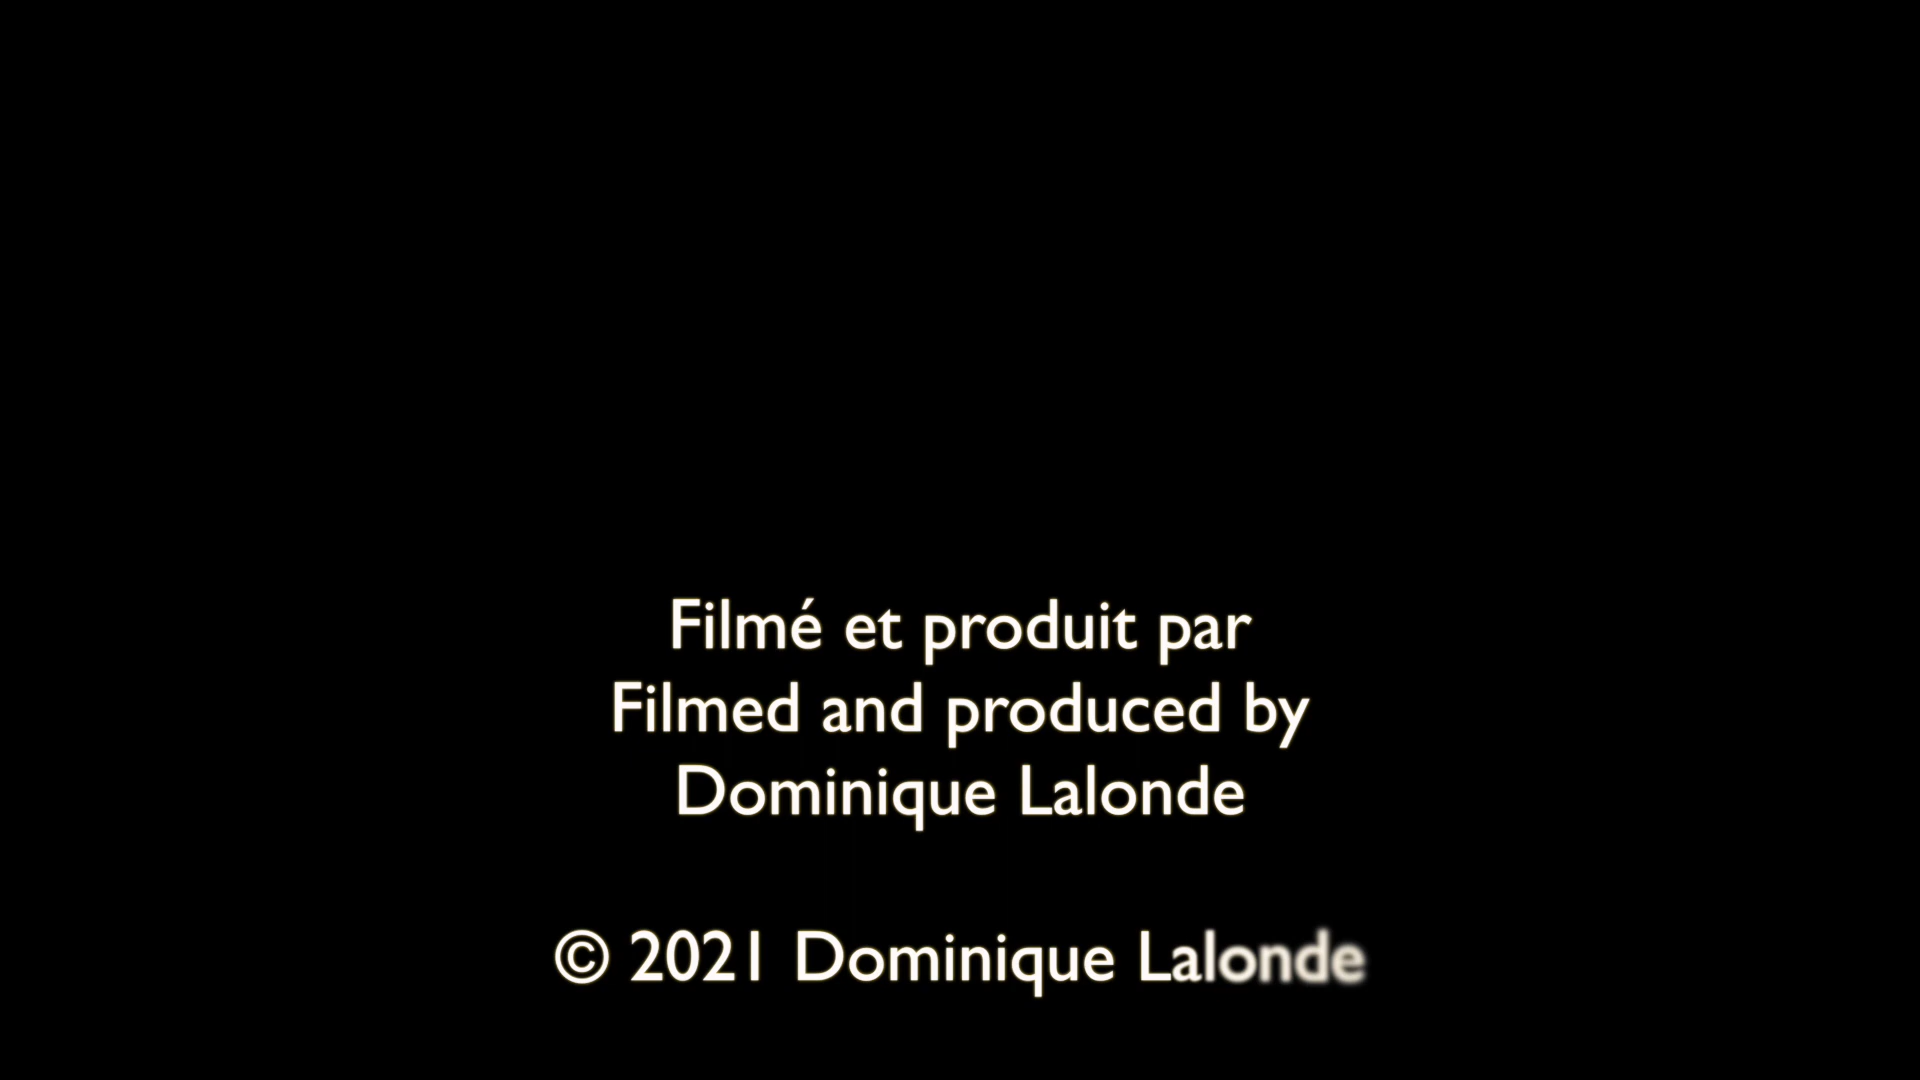 Filmé et produit par
Filmed and produced by
Dominique Lalonde
© 2021 Dominique Lalonde